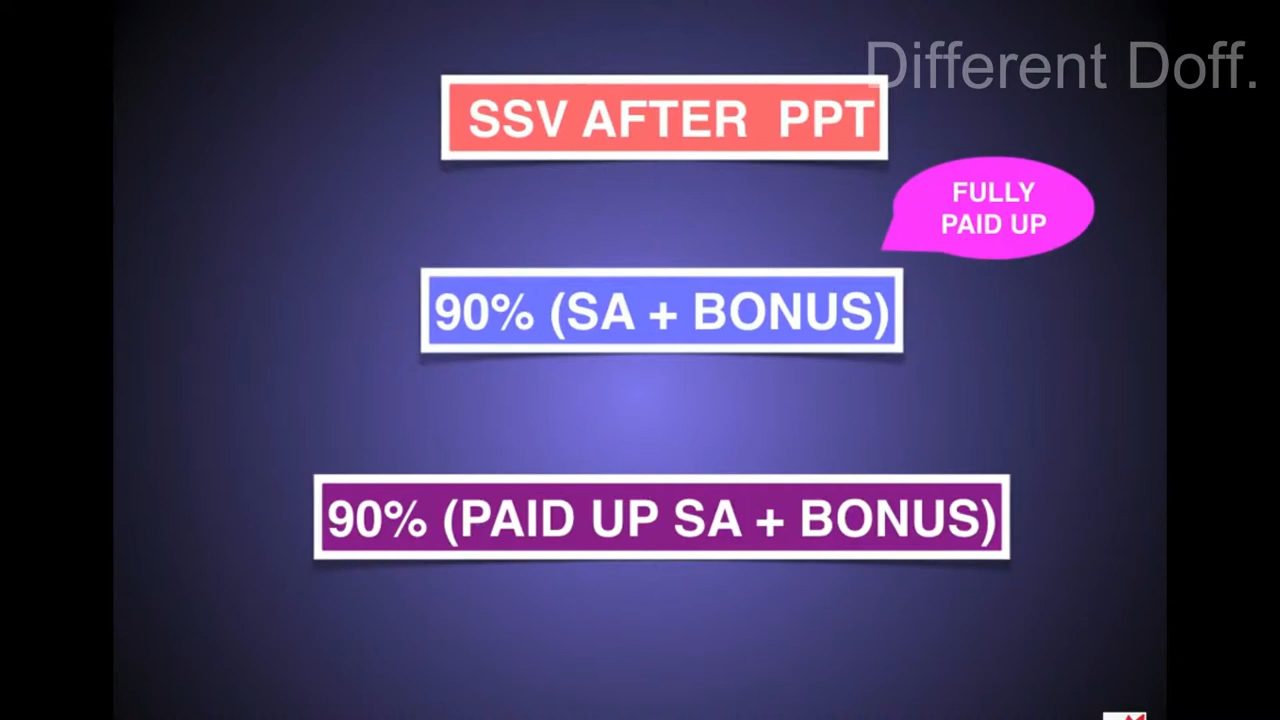 Different Doff.
SSV AFTER PPT
FULLY
PAID UP
90% (SA + BONUS)
90% (PAID UP SA + BONUS)